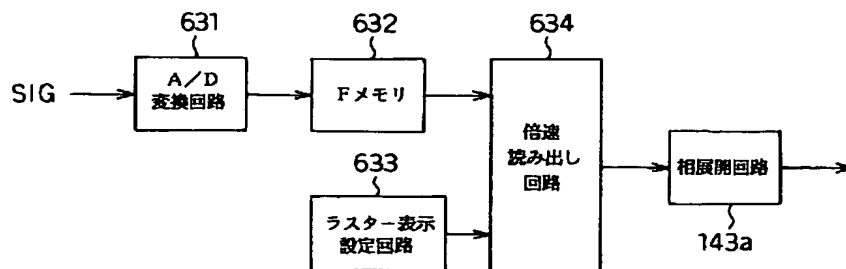 631
632
634
SIG
A/D
変換回路
Fメモリ
倍速
読み出し
回路
相展開回路
143a
633
ラスター表示
設定回路